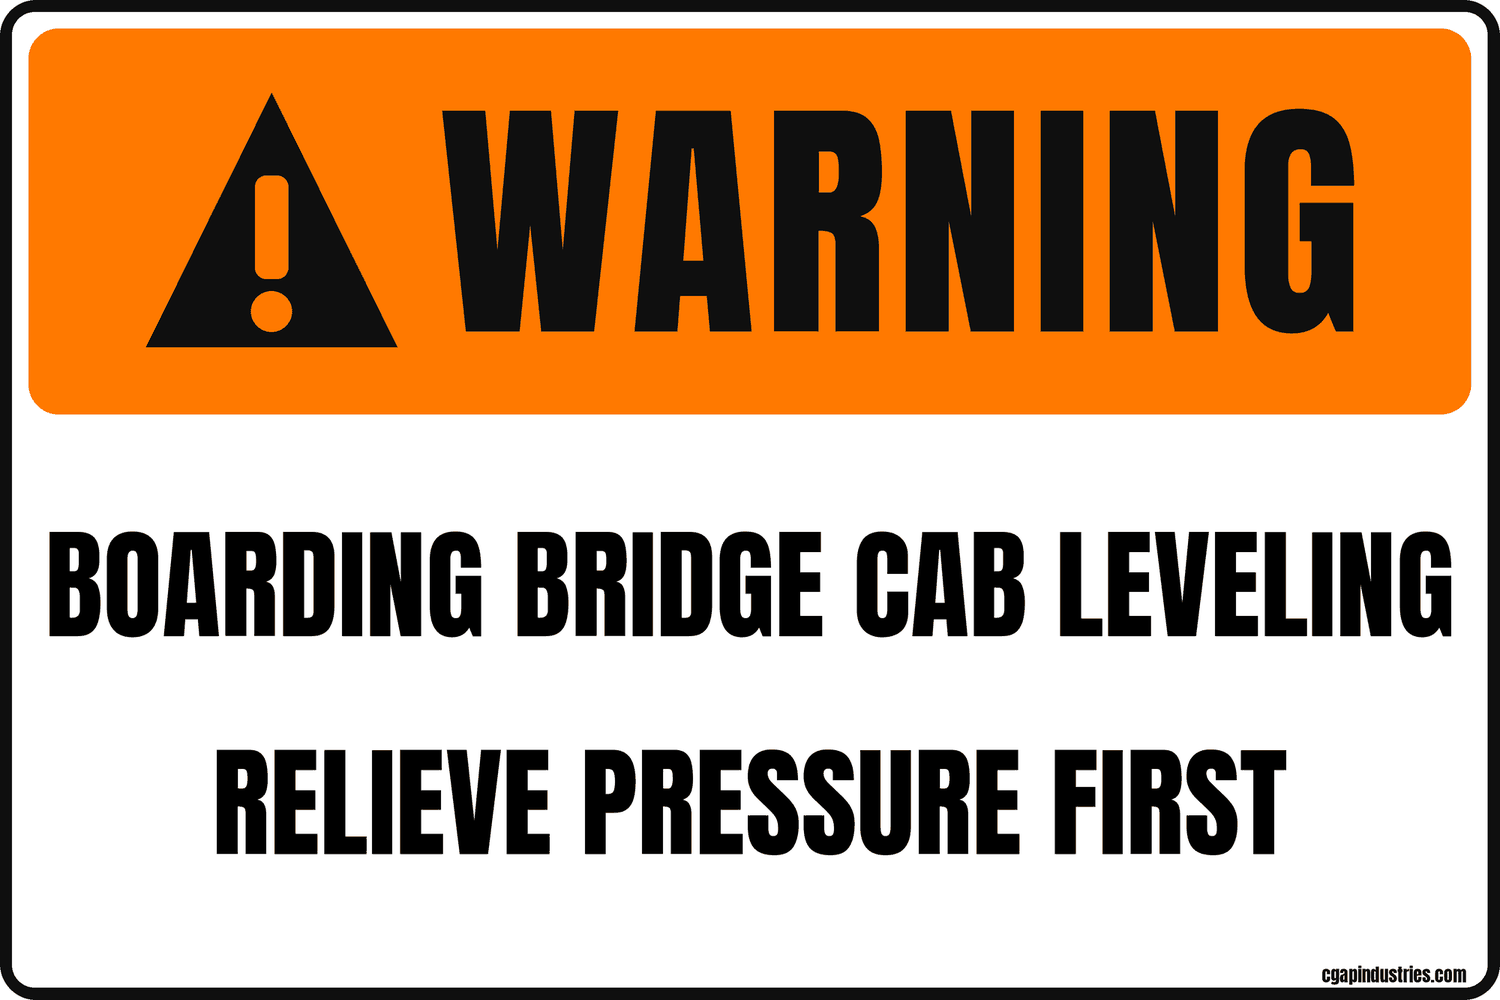 WARNING
BOARDING BRIDGE CAB LEVELING
RELIEVE PRESSURE FIRST
cgapindustries.com